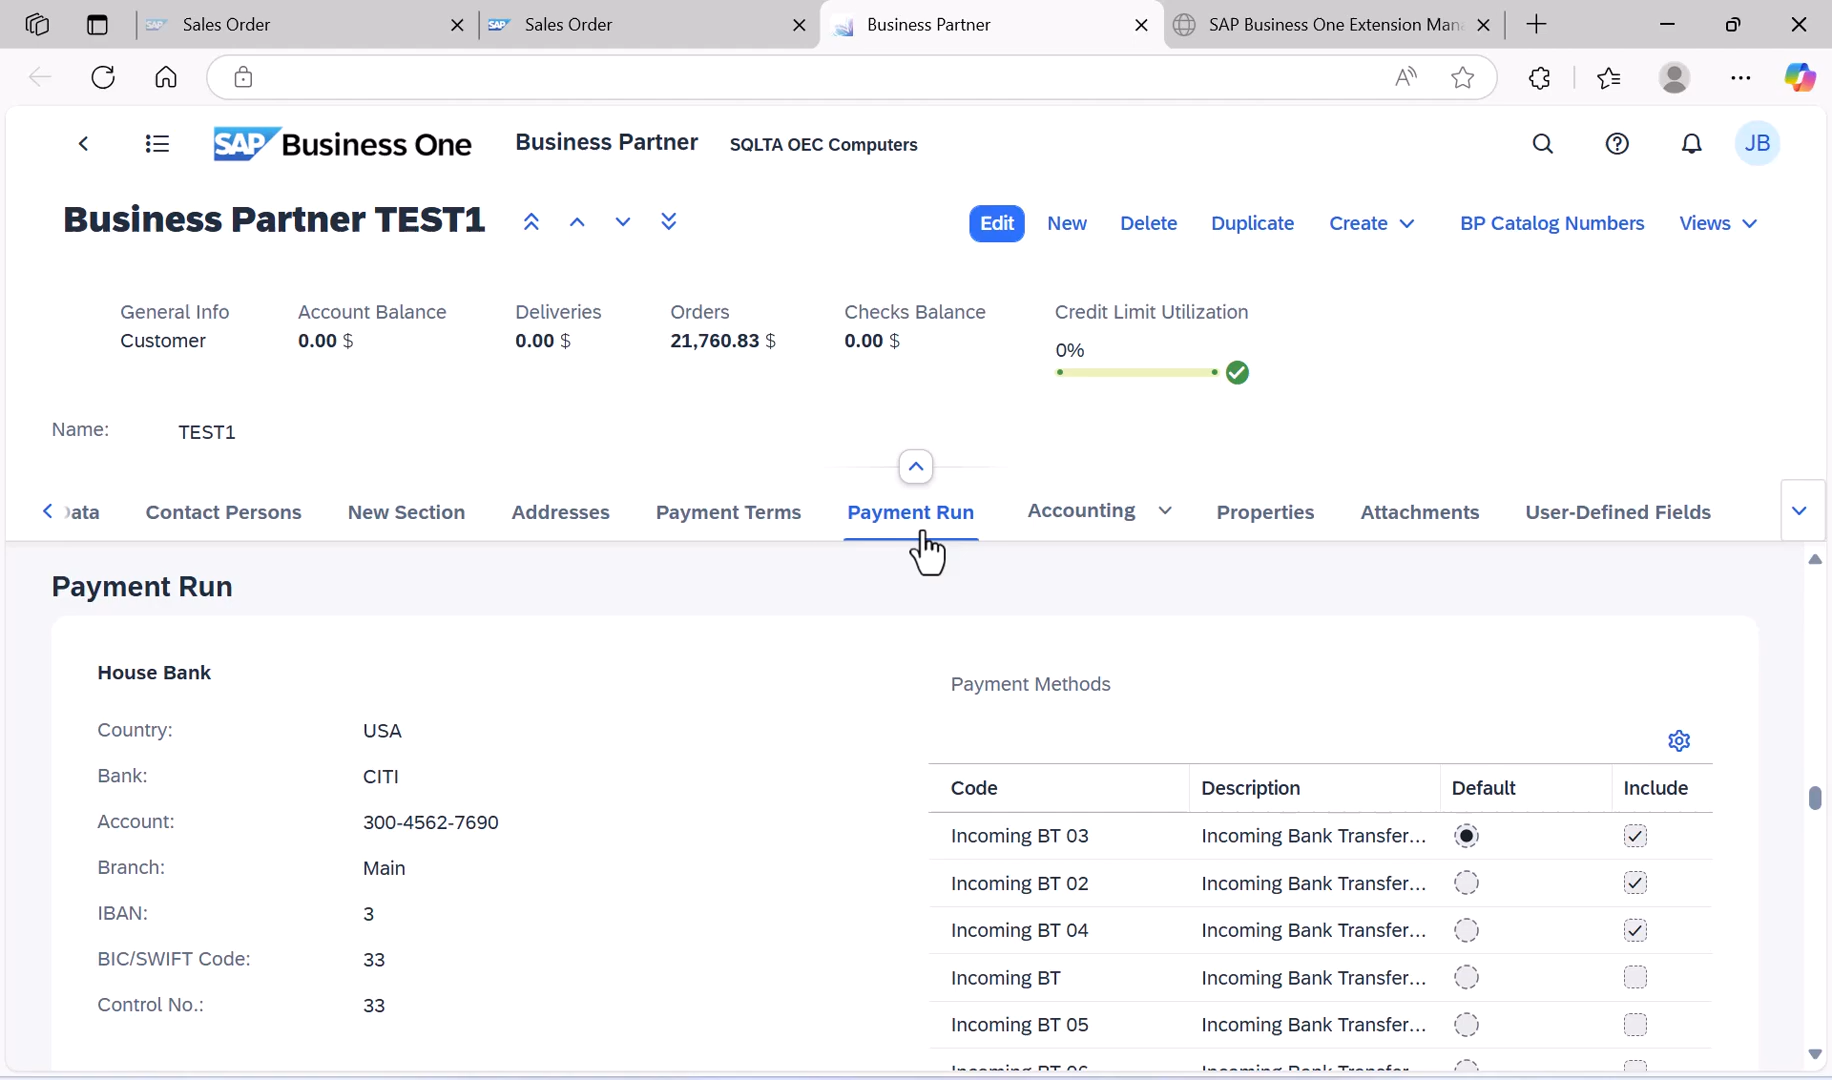 Sales Order
Sales Order
Business Partner
SAP Business One Extension Man
SAP Business One
Business Partner
SQLTA OEC Computers
JB
Business Partner TEST1
Edit
New
Delete
Duplicate
Create
BP Catalog Numbers
Views
General Info
Account Balance
Deliveries
Orders
Checks Balance
Credit Limit Utilization
Customer
0.00 $
0.00 $
21,760.83 $
0.00 $
0%
Name:
TEST1
ata
Contact Persons
New Section
Addresses
Payment Terms
Payment Run
Accounting
Properties
Attachments
User-Defined Fields
Payment Run
House Bank
Country:
USA
Bank:
CITI
Account:
300-4562-7690
Branch:
Main
IBAN:
3
BIC/SWIFT Code:
33
Control No.:
33
Payment Methods
Code
Description
Default
Include
Incoming BT 03
Incoming Bank Transfer...
Incoming BT 02
Incoming Bank Transfer...
Incoming BT 04
Incoming Bank Transfer...
Incoming BT
Incoming Bank Transfer...
Incoming BT 05
Incoming Bank Transfer...